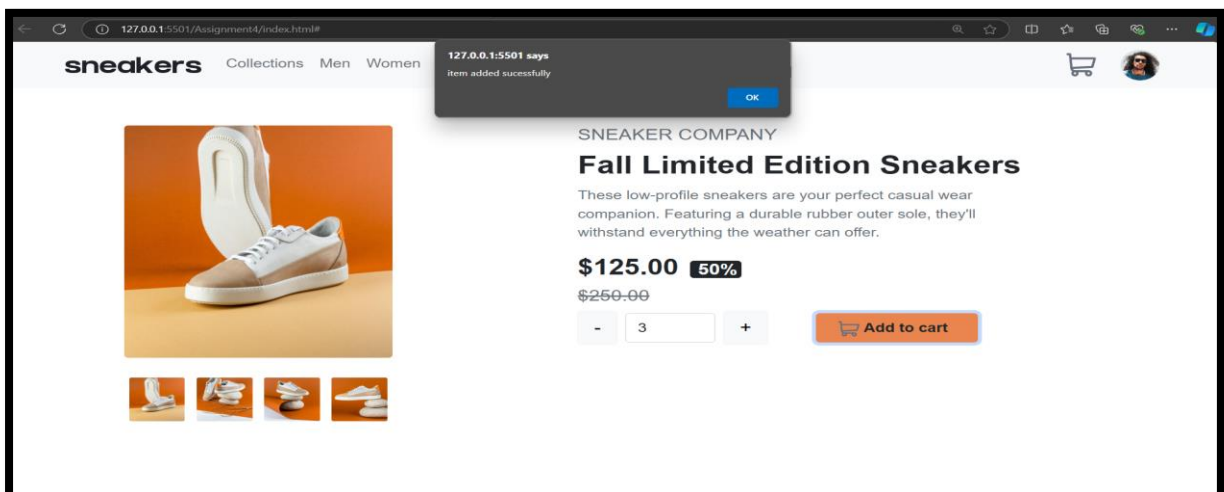 127.0.0.1:5501/Assignment4/index.html#
127.0.0.1:5501 says
item added sucessfully
OK
sneakers Collections Men Women
SNEAKER COMPANY
Fall Limited Edition Sneakers
These low-profile sneakers are your perfect casual wear
companion. Featuring a durable rubber outer sole, they'll
withstand everything the weather can offer.
$125.00 50%
$250.00
- 3 + Add to cart